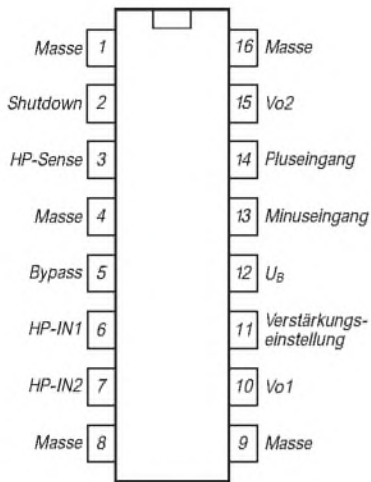 Masse 1
16 Masse
Shutdown 2
15 Vo2
HP-Sense 3
14 Pluseingang
Masse 4
13 Minuseingang
Bypass 5
12 UB
HP-IN1 6
11 Verstärkungs-
einstellung
HP-IN2 7
10 Vo1
Masse 8
9 Masse